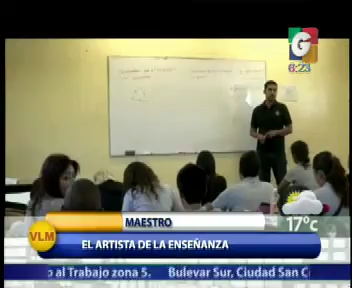 G
6:23
MAESTRO
17°c
VLM
EL ARTISTA DE LA ENSEÑANZA
o al Trabajo zona 5. Bulevar Sur, Ciudad San C